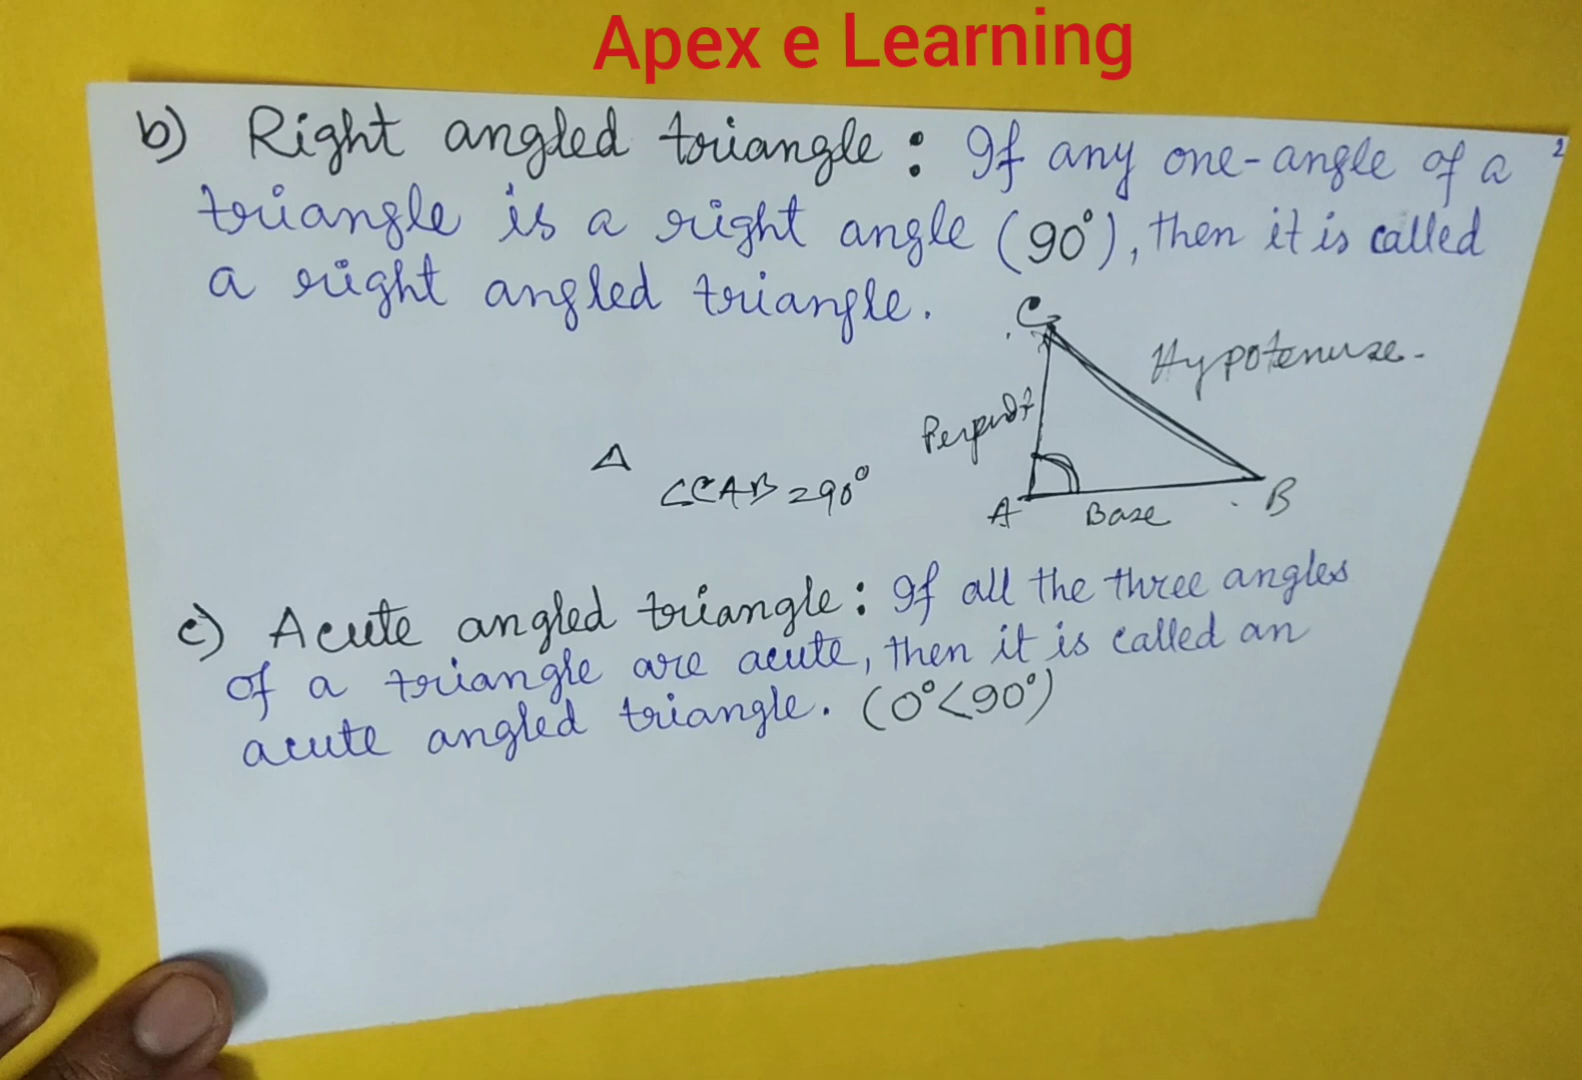 Apex e Learning
2
b) Right angled triangle : If any one-angle of a
triangle is a right angle (90°), then it is called
a right angled triangle.
C
Hypotenuse.
A
B
Base
∆
∠CAB = 90°
c) Acute angled triangle : If all the three angles
of a triangle are acute, then it is called an
acute angled triangle. (0°<90°)